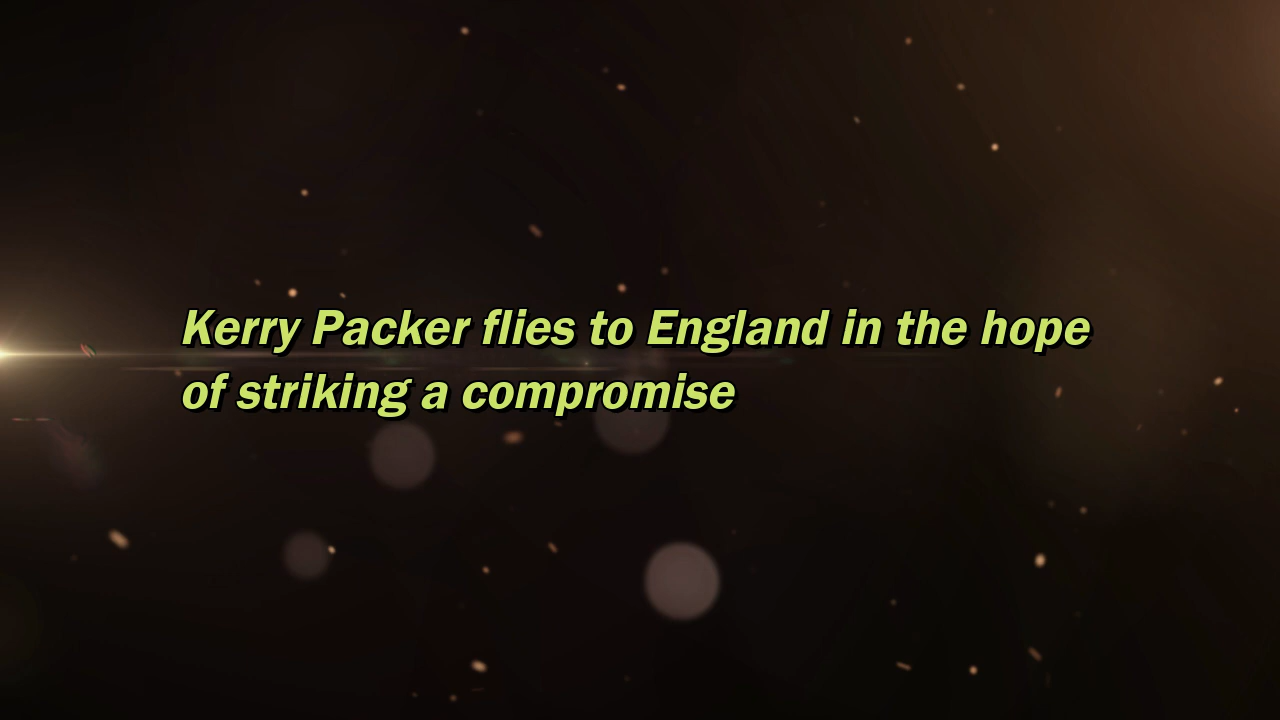 Kerry Packer flies to England in the hope
of striking a compromise